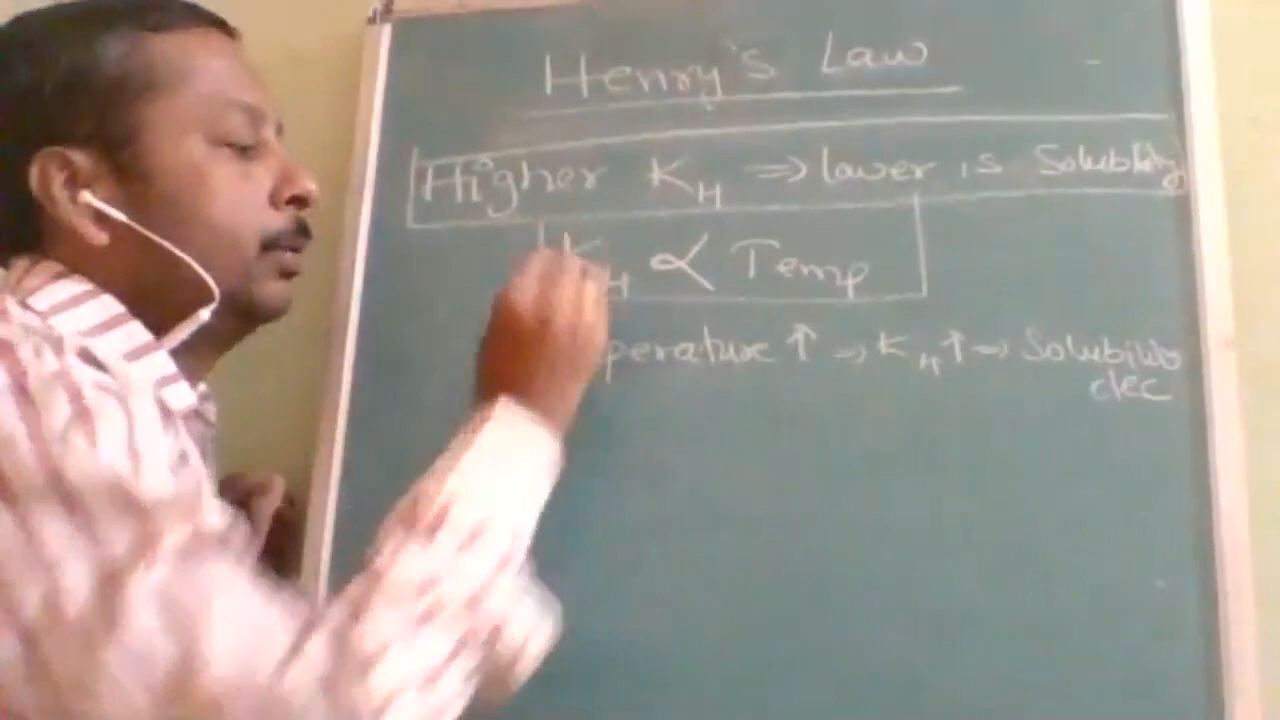 Henry's Law
Higher KH ⇒ lower is Solubility
KH ∝ Temp
perature ↑ ⇒ KH ↑ ⇒ Solubility
dec